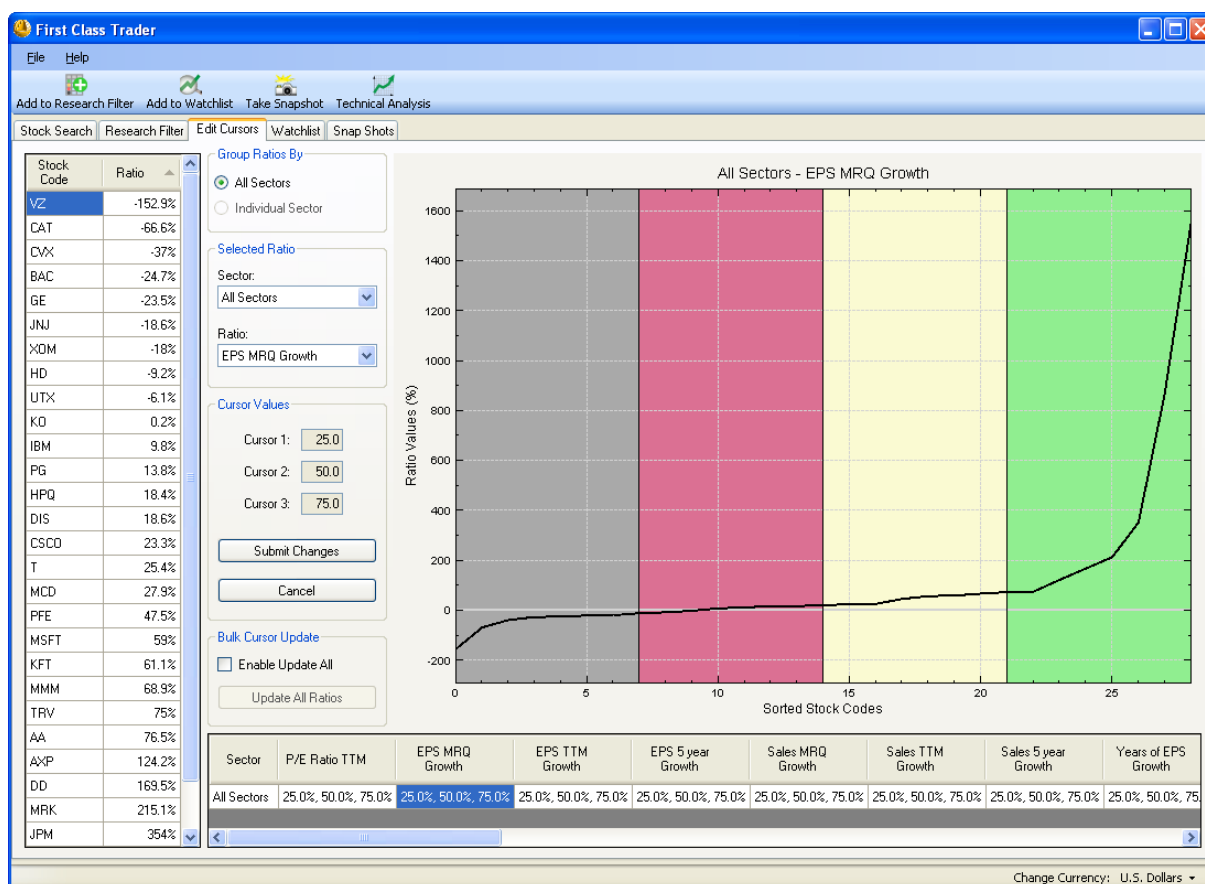 First Class Trader
File Help
Add to Research Filter Add to Watchlist Take Snapshot Technical Analysis
Stock Search Research Filter Edit Cursors Watchlist Snap Shots
Stock Code Ratio
VZ -152.9%
CAT -66.6%
CVX -37%
BAC -24.7%
GE -23.5%
JNJ -18.6%
XOM -18%
HD -9.2%
UTX -6.1%
KO 0.2%
IBM 9.8%
PG 13.8%
HPQ 18.4%
DIS 18.6%
CSCO 23.3%
T 25.4%
MCD 27.9%
PFE 47.5%
MSFT 59%
KFT 61.1%
MMM 68.9%
TRV 75%
AA 76.5%
AXP 124.2%
DD 169.5%
MRK 215.1%
JPM 354%
Group Ratios By
All Sectors
Individual Sector
Selected Ratio
Sector:
All Sectors
Ratio:
EPS MRQ Growth
Cursor Values
Cursor 1: 25.0
Cursor 2: 50.0
Cursor 3: 75.0
Submit Changes
Cancel
Bulk Cursor Update
Enable Update All
Update All Ratios
All Sectors - EPS MRQ Growth
Ratio Values (%)
1600
1400
1200
1000
800
600
400
200
0
-200
0 5 10 15 20 25
Sorted Stock Codes
Sector P/E Ratio TTM EPS MRQ Growth EPS TTM Growth EPS 5 year Growth Sales MRQ Growth Sales TTM Growth Sales 5 year Growth Years of EPS Growth
All Sectors 25.0%, 50.0%, 75.0% 25.0%, 50.0%, 75.0% 25.0%, 50.0%, 75.0% 25.0%, 50.0%, 75.0% 25.0%, 50.0%, 75.0% 25.0%, 50.0%, 75.0% 25.0%, 50.0%, 75.0% 25.0%, 50.0%, 75.
Change Currency: U.S. Dollars